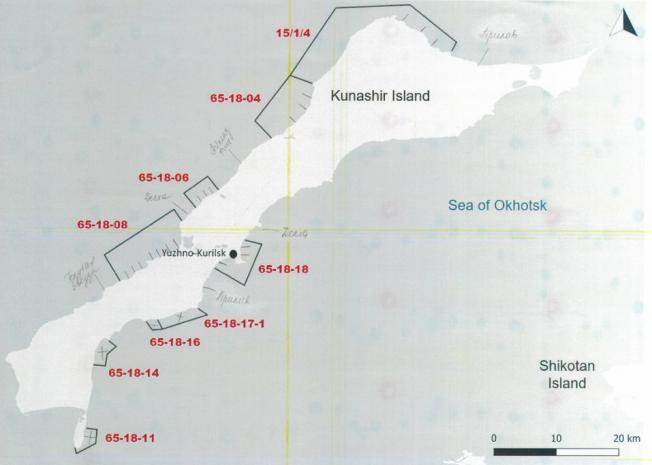 15/1/4
65-18-04
Kunashir Island
65-18-06
Sea of Okhotsk
65-18-08
Yuzhno-Kurilsk
65-18-18
65-18-17-1
65-18-16
Shikotan
Island
65-18-14
65-18-11
0 10 20 km